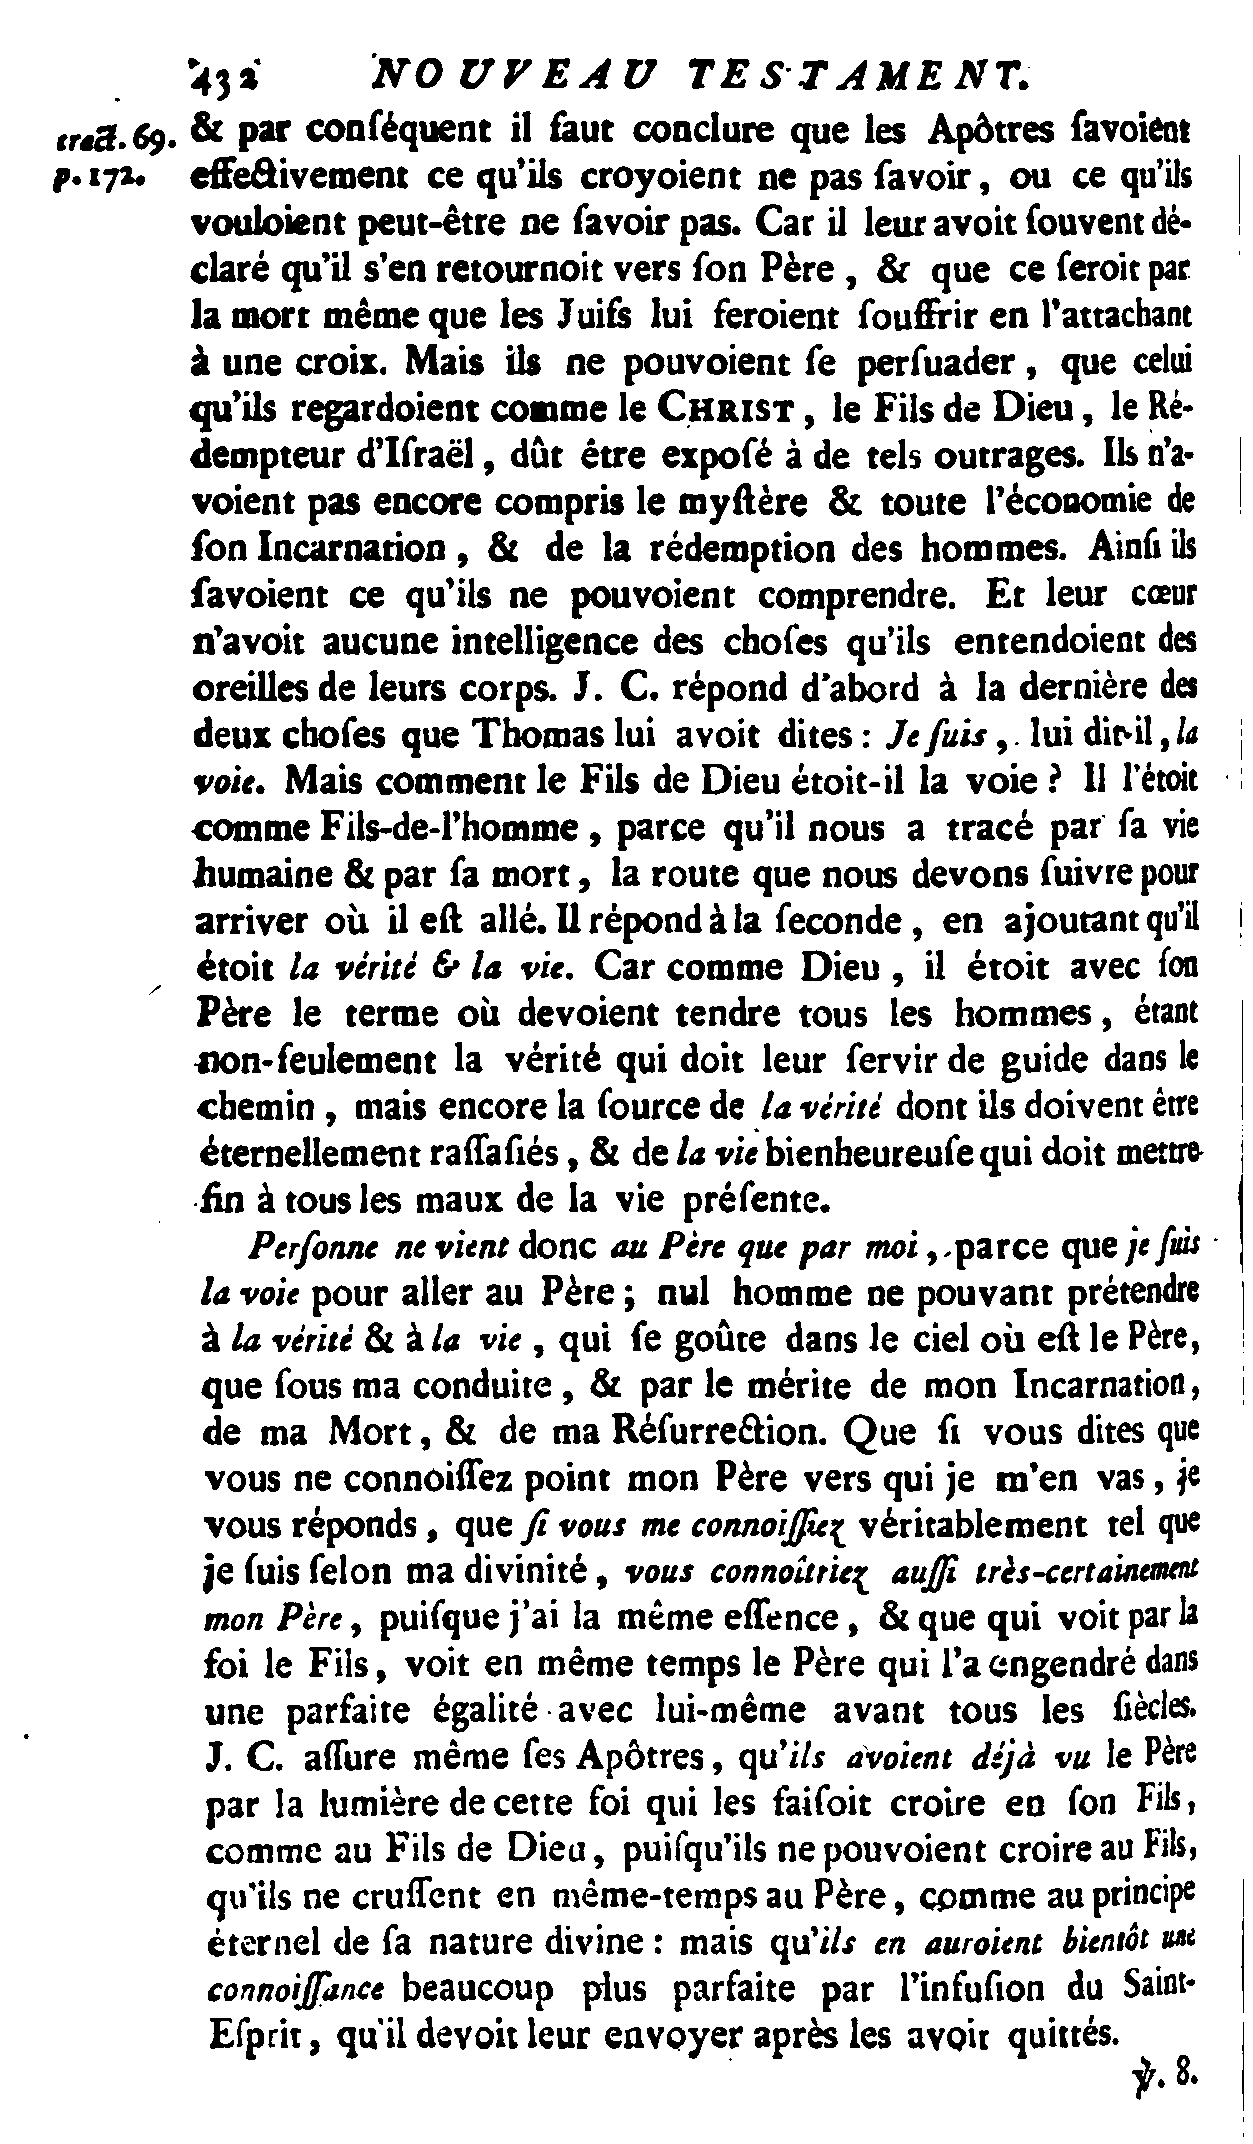 432 NOUVEAU TESTAMENT.
tract. 69. & par conſéquent il faut conclure que les Apôtres ſavoient
p. 172. effectivement ce qu'ils croyoient ne pas ſavoir, ou ce qu'ils
vouloient peut-être ne ſavoir pas. Car il leur avoit ſouvent dé-
claré qu'il s'en retournoit vers ſon Père, & que ce ſeroit par
la mort même que les Juifs lui feroient ſouffrir en l'attachant
à une croix. Mais ils ne pouvoient ſe perſuader, que celui
qu'ils regardoient comme le CHRIST, le Fils de Dieu, le Ré-
dempteur d'Iſraël, dût être expoſé à de tels outrages. Ils n'a-
voient pas encore compris le myſtère & toute l'économie de
ſon Incarnation, & de la rédemption des hommes. Ainſi ils
ſavoient ce qu'ils ne pouvoient comprendre. Et leur cœur
n'avoit aucune intelligence des choſes qu'ils entendoient des
oreilles de leurs corps. J. C. répond d'abord à la dernière des
deux choſes que Thomas lui avoit dites : Je ſuis, lui dit-il, la
voie. Mais comment le Fils de Dieu étoit-il la voie ? Il l'étoit
comme Fils-de-l'homme, parce qu'il nous a tracé par ſa vie
humaine & par ſa mort, la route que nous devons ſuivre pour
arriver où il eſt allé. Il répond à la ſeconde, en ajoutant qu'il
étoit la vérité & la vie. Car comme Dieu, il étoit avec ſon
Père le terme où devoient tendre tous les hommes, étant
non-ſeulement la vérité qui doit leur ſervir de guide dans le
chemin, mais encore la ſource de la vérité dont ils doivent être
éternellement raſſaſiés, & de la vie bienheureuſe qui doit mettre
fin à tous les maux de la vie préſente.
Perſonne ne vient donc au Père que par moi, parce que je ſuis
la voie pour aller au Père ; nul homme ne pouvant prétendre
à la vérité & à la vie, qui ſe goûte dans le ciel où eſt le Père,
que ſous ma conduite, & par le mérite de mon Incarnation,
de ma Mort, & de ma Réſurrection. Que ſi vous dites que
vous ne connoiſſez point mon Père vers qui je m'en vas, je
vous réponds, que ſi vous me connoiſſiez véritablement tel que
je ſuis ſelon ma divinité, vous connoîtriez auſſi très-certainement
mon Père, puiſque j'ai la même eſſence, & que qui voit par la
foi le Fils, voit en même temps le Père qui l'a engendré dans
une parfaite égalité avec lui-même avant tous les ſiècles.
J. C. aſſure même ſes Apôtres, qu'ils avoient déjà vu le Père
par la lumière de cette foi qui les faiſoit croire en ſon Fils,
comme au Fils de Dieu, puiſqu'ils ne pouvoient croire au Fils,
qu'ils ne cruſſent en même-temps au Père, comme au principe
éternel de ſa nature divine : mais qu'ils en auroient bientôt une
connoiſſance beaucoup plus parfaite par l'infuſion du Saint-
Eſprit, qu'il devoit leur envoyer après les avoir quittés.
℣. 8.